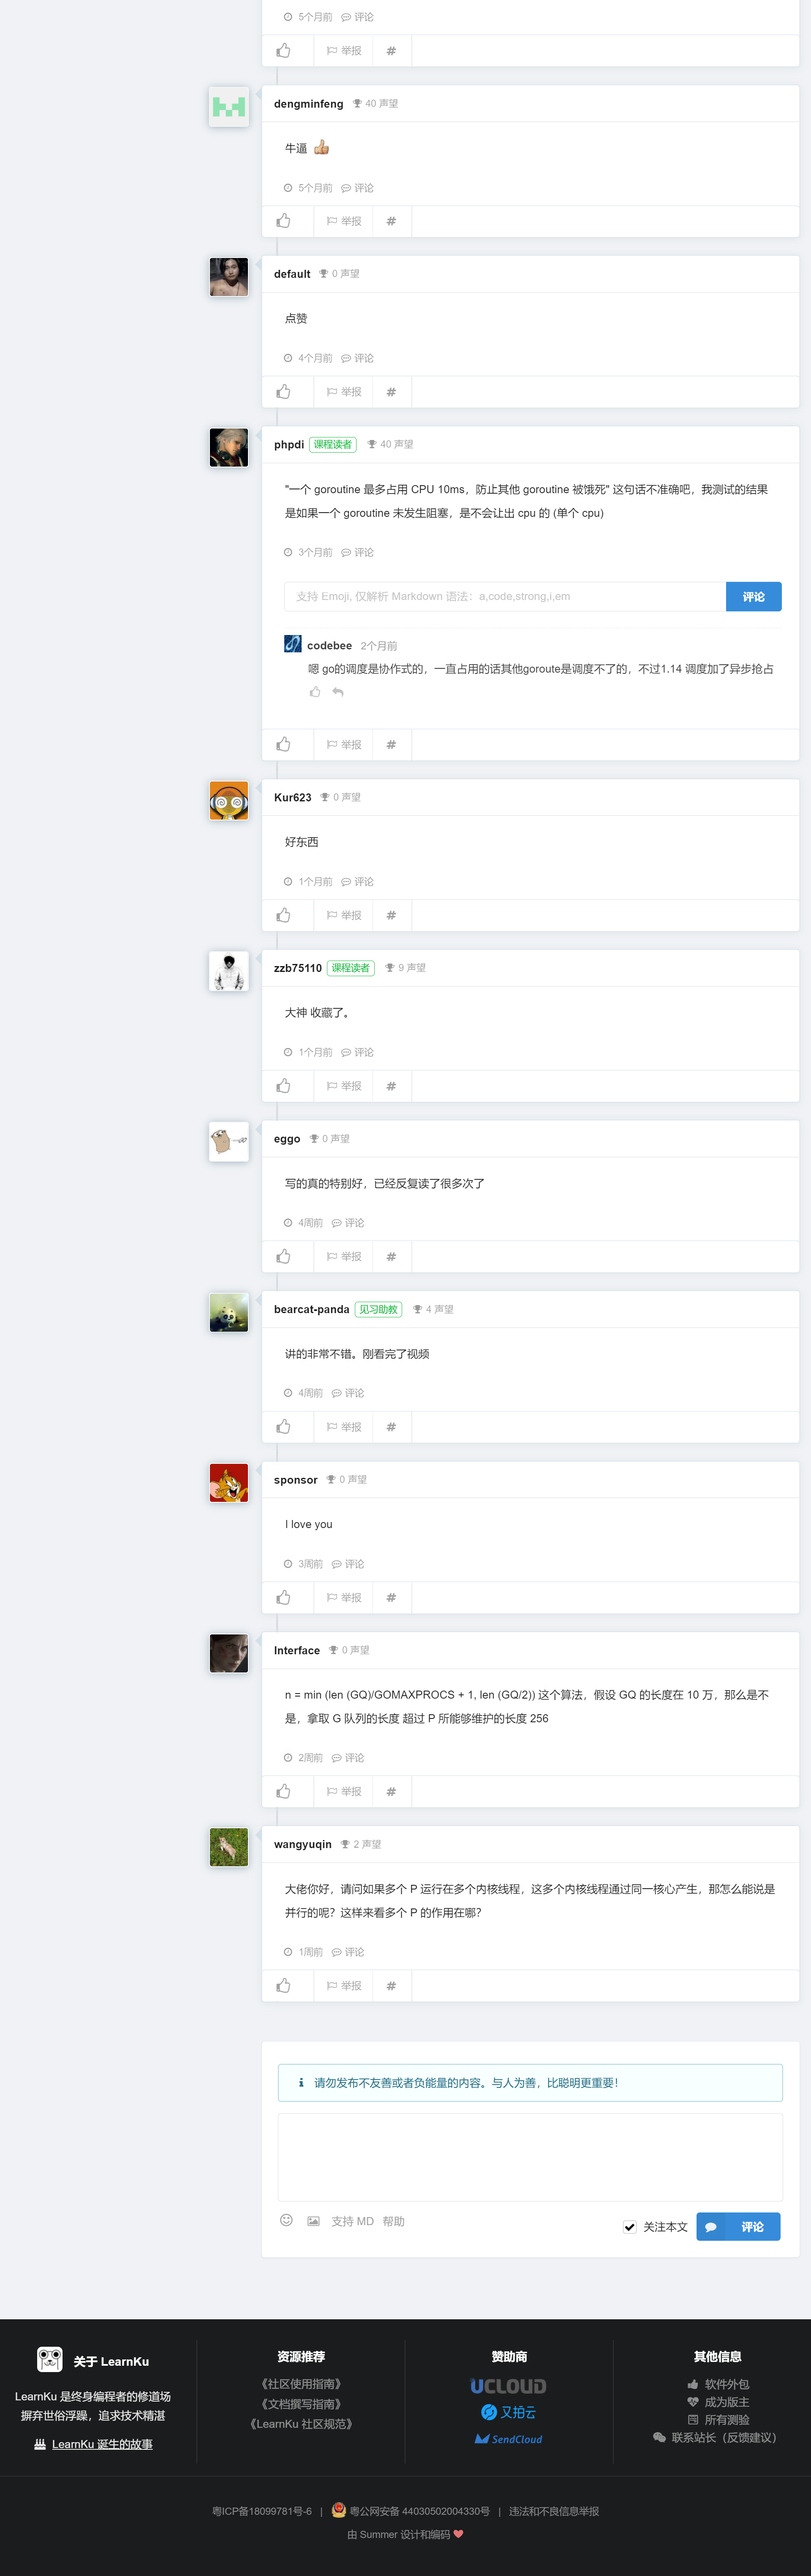 5个月前 评论
举报 #
dengminfeng 40 声望
牛逼 👍
5个月前 评论
举报 #
default 0 声望
点赞
4个月前 评论
举报 #
phpdi 课程读者 40 声望
"一个 goroutine 最多占用 CPU 10ms，防止其他 goroutine 被饿死" 这句话不准确吧，我测试的结果
是如果一个 goroutine 未发生阻塞，是不会让出 cpu 的 (单个 cpu)
3个月前 评论
支持 Emoji, 仅解析 Markdown 语法：a,code,strong,i,em 评论
codebee 2个月前
嗯 go的调度是协作式的，一直占用的话其他goroute是调度不了的，不过1.14 调度加了异步抢占
举报 #
Kur623 0 声望
好东西
1个月前 评论
举报 #
zzb75110 课程读者 9 声望
大神 收藏了。
1个月前 评论
举报 #
eggo 0 声望
写的真的特别好，已经反复读了很多次了
4周前 评论
举报 #
bearcat-panda 见习助教 4 声望
讲的非常不错。刚看完了视频
4周前 评论
举报 #
sponsor 0 声望
I love you
3周前 评论
举报 #
Interface 0 声望
n = min (len (GQ)/GOMAXPROCS + 1, len (GQ/2)) 这个算法，假设 GQ 的长度在 10 万，那么是不
是，拿取 G 队列的长度 超过 P 所能够维护的长度 256
2周前 评论
举报 #
wangyuqin 2 声望
大佬你好，请问如果多个 P 运行在多个内核线程，这多个内核线程通过同一核心产生，那怎么能说是
并行的呢？这样来看多个 P 的作用在哪？
1周前 评论
举报 #
请勿发布不友善或者负能量的内容。与人为善，比聪明更重要！
支持 MD 帮助 关注本文 评论
关于 LearnKu
LearnKu 是终身编程者的修道场
摒弃世俗浮躁，追求技术精湛
LearnKu 诞生的故事
资源推荐
《社区使用指南》
《文档撰写指南》
《LearnKu 社区规范》
赞助商
UCLOUD
又拍云
SendCloud
其他信息
软件外包
成为版主
所有测验
联系站长（反馈建议）
粤ICP备18099781号-6 | 粤公网安备 44030502004330号 | 违法和不良信息举报
由 Summer 设计和编码 ❤